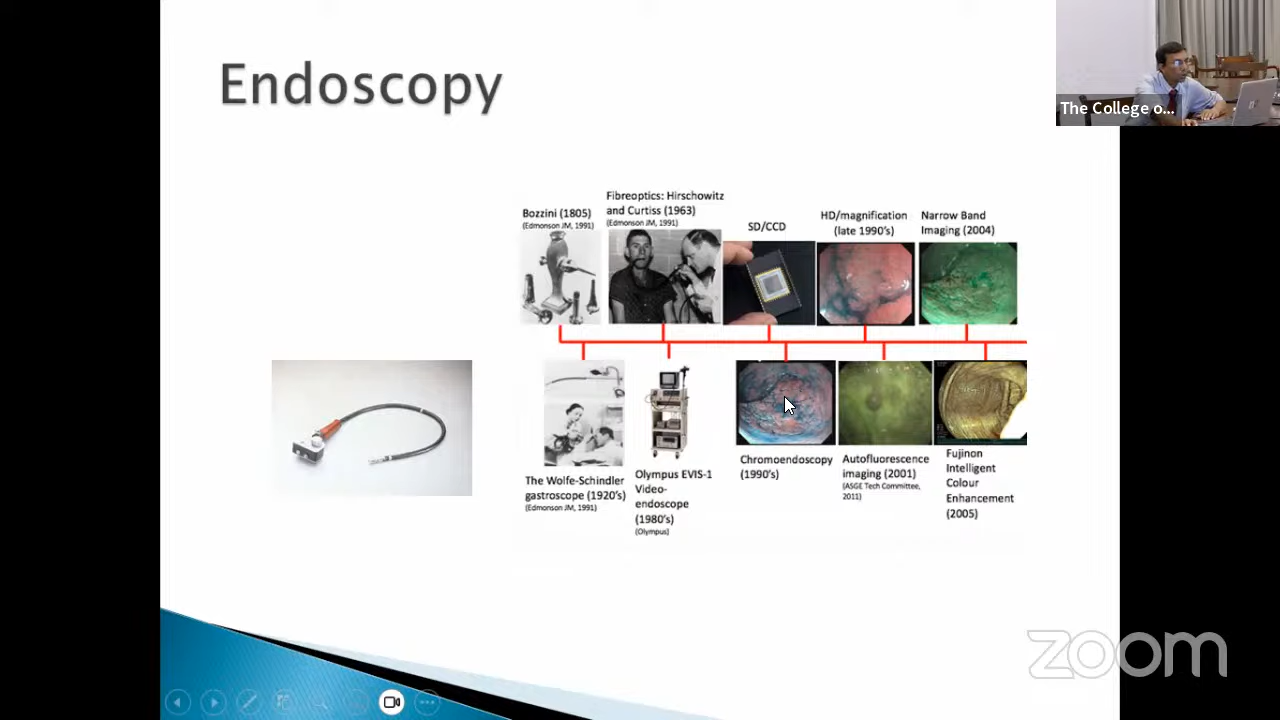 Endoscopy
The College o...
Bozzini (1805)
(Edmonson JM, 1991)
Fibreoptics: Hirschowitz
and Curtiss (1963)
(Edmonson JM, 1991)
SD/CCD
HD/magnification
(late 1990's)
Narrow Band
Imaging (2004)
The Wolfe-Schindler
gastroscope (1920's)
(Edmonson JM, 1991)
Olympus EVIS-1
Video-
endoscope
(1980's)
(Olympus)
Chromoendoscopy
(1990's)
Autofluorescence
imaging (2001)
(ASGE Tech Committee,
2011)
Fujinon
Intelligent
Colour
Enhancement
(2005)
zoom